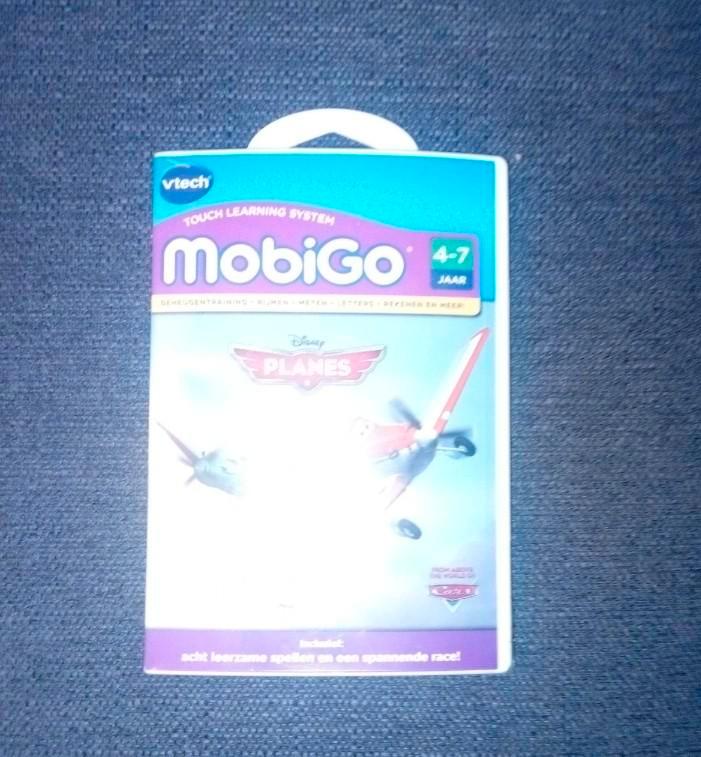 vtech
TOUCH LEARNING SYSTEM
MobiGo
4-7
JAAR
GEHEUGENTRAINING • RIJMEN • METEN • LETTERS • REKENEN EN MEER!
Disney
PLANES
FROM ABOVE
THE WORLD OF
Cars
Inclusief:
acht leerzame spellen en een spannende race!